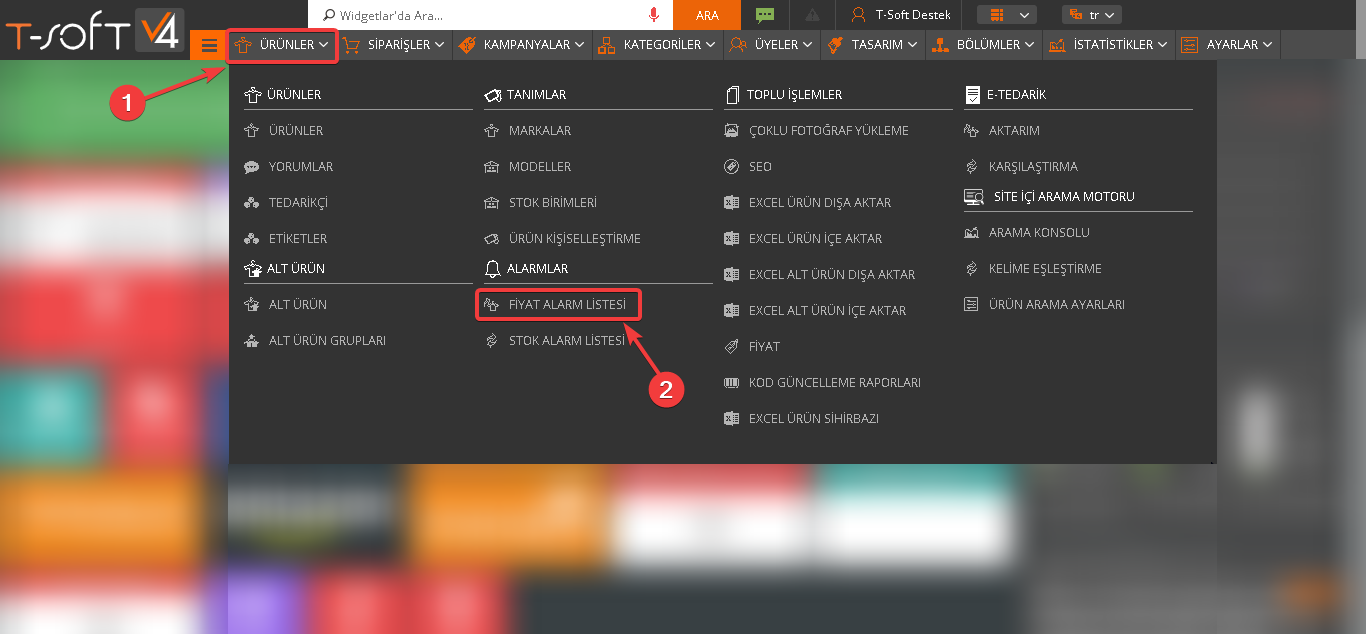 T-SOFT V4
Widgetlar'da Ara...
ARA
T-Soft Destek
tr
ÜRÜNLER
SİPARİŞLER
KAMPANYALAR
KATEGORİLER
ÜYELER
TASARIM
BÖLÜMLER
İSTATİSTİKLER
AYARLAR
1
ÜRÜNLER
ÜRÜNLER
YORUMLAR
TEDARİKÇİ
ETİKETLER
ALT ÜRÜN
ALT ÜRÜN
ALT ÜRÜN GRUPLARI
TANIMLAR
MARKALAR
MODELLER
STOK BİRİMLERİ
ÜRÜN KİŞİSELLEŞTİRME
ALARMLAR
FİYAT ALARM LİSTESİ
STOK ALARM LİSTESİ
2
TOPLU İŞLEMLER
ÇOKLU FOTOĞRAF YÜKLEME
SEO
EXCEL ÜRÜN DIŞA AKTAR
EXCEL ÜRÜN İÇE AKTAR
EXCEL ALT ÜRÜN DIŞA AKTAR
EXCEL ALT ÜRÜN İÇE AKTAR
FİYAT
KOD GÜNCELLEME RAPORLARI
EXCEL ÜRÜN SİHİRBAZI
E-TEDARİK
AKTARIM
KARŞILAŞTIRMA
SİTE İÇİ ARAMA MOTORU
ARAMA KONSOLU
KELİME EŞLEŞTİRME
ÜRÜN ARAMA AYARLARI